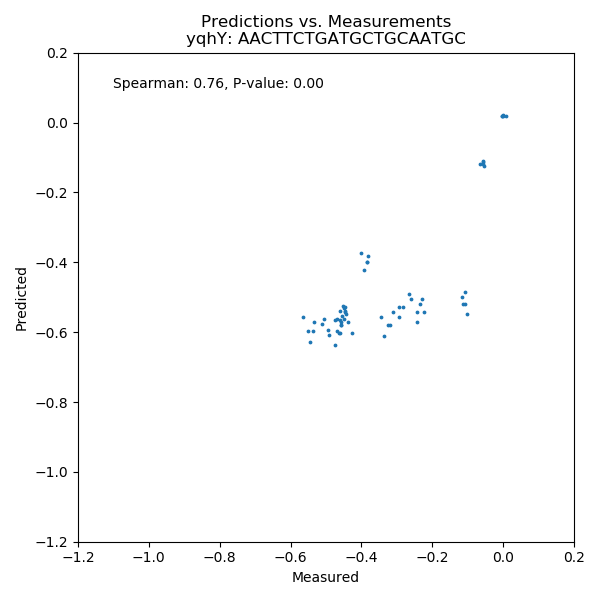 Predictions vs. Measurements
yqhY: AACTTCTGATGCTGCAATGC
Spearman: 0.76, P-value: 0.00
0.2
0.0
−0.2
−0.4
−0.6
−0.8
−1.0
−1.2
Predicted
−1.2 −1.0 −0.8 −0.6 −0.4 −0.2 0.0 0.2
Measured